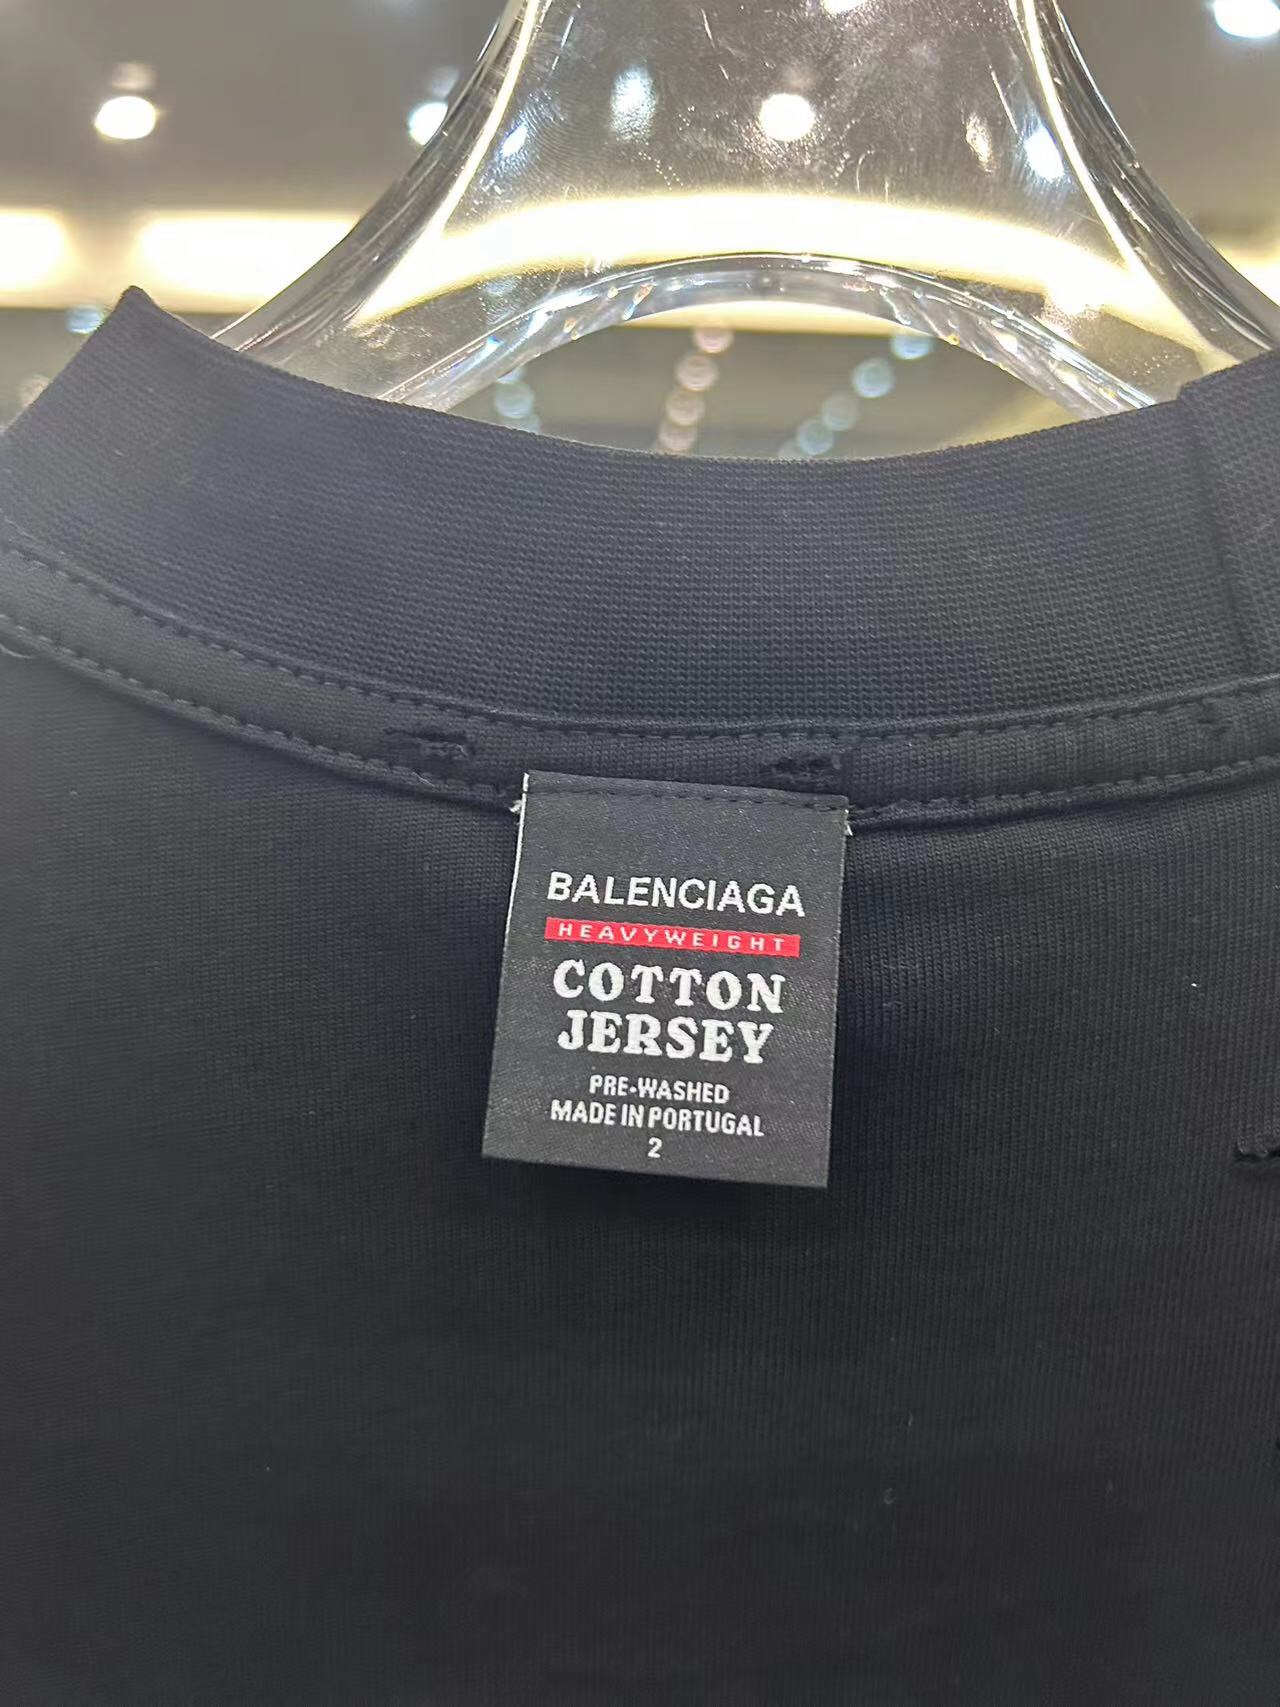 BALENCIAGA
HEAVYWEIGHT
COTTON
JERSEY
PRE-WASHED
MADE IN PORTUGAL
2